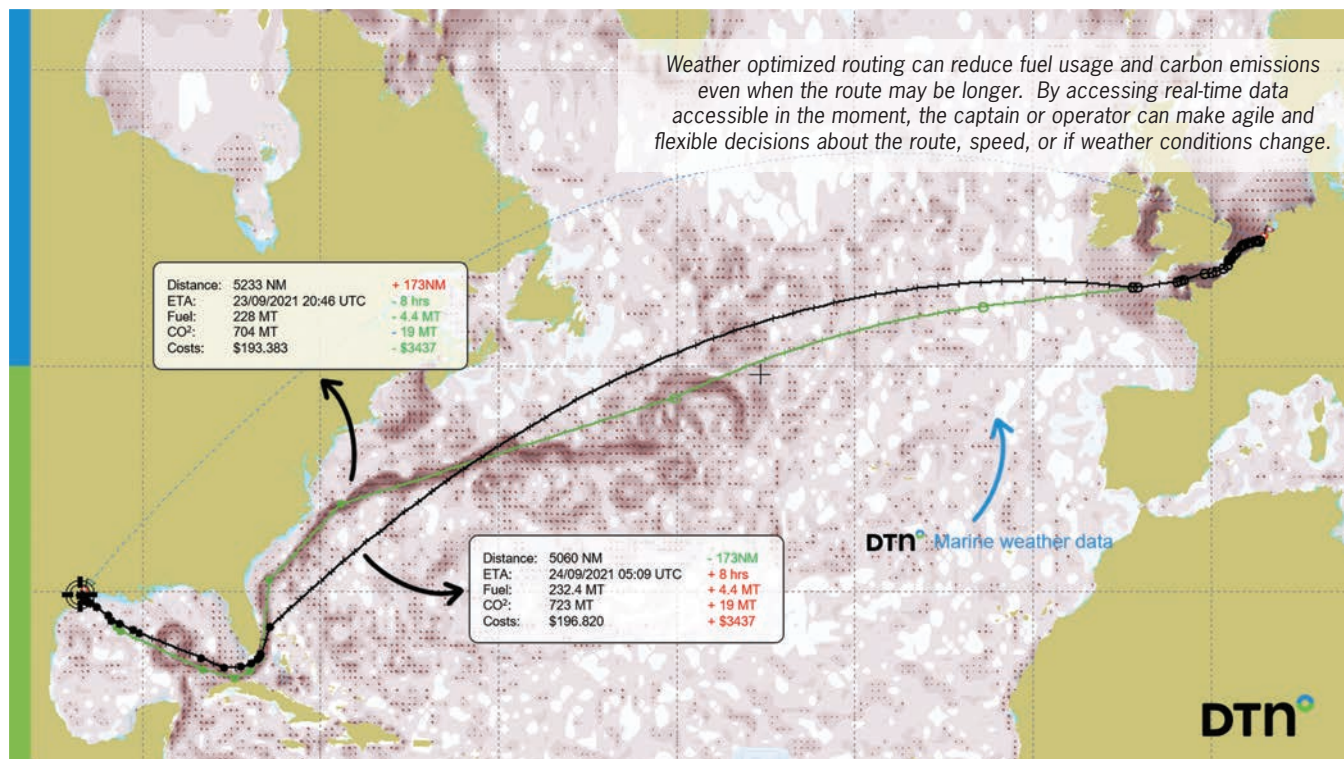 Weather optimized routing can reduce fuel usage and carbon emissions
even when the route may be longer. By accessing real-time data
accessible in the moment, the captain or operator can make agile and
flexible decisions about the route, speed, or if weather conditions change.
Distance: 5233 NM + 173NM
ETA: 23/09/2021 20:46 UTC - 8 hrs
Fuel: 228 MT - 4.4 MT
CO²: 704 MT - 19 MT
Costs: $193.383 - $3437
Distance: 5060 NM - 173NM
ETA: 24/09/2021 05:09 UTC + 8 hrs
Fuel: 232.4 MT + 4.4 MT
CO²: 723 MT + 19 MT
Costs: $196.820 + $3437
DTN Marine weather data
DTN